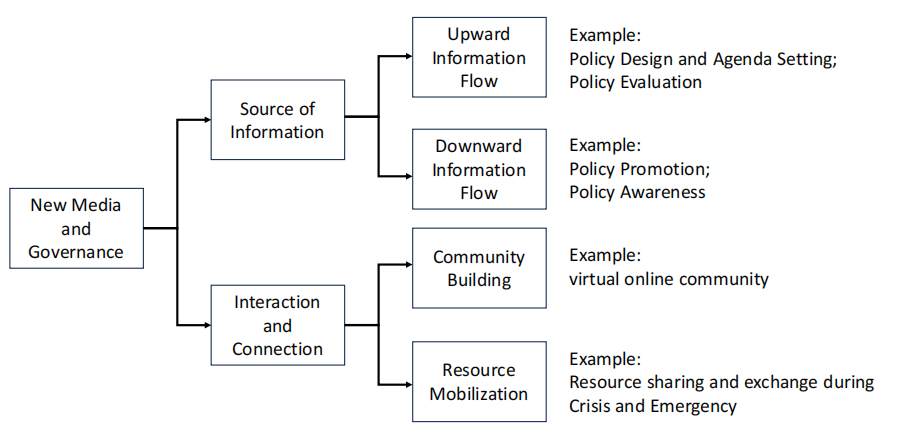 Upward
Information
Flow
Example:
Policy Design and Agenda Setting;
Policy Evaluation
Source of
Information
Downward
Information
Flow
Example:
Policy Promotion;
Policy Awareness
New Media
and
Governance
Community
Building
Example:
virtual online community
Interaction
and
Connection
Resource
Mobilization
Example:
Resource sharing and exchange during
Crisis and Emergency